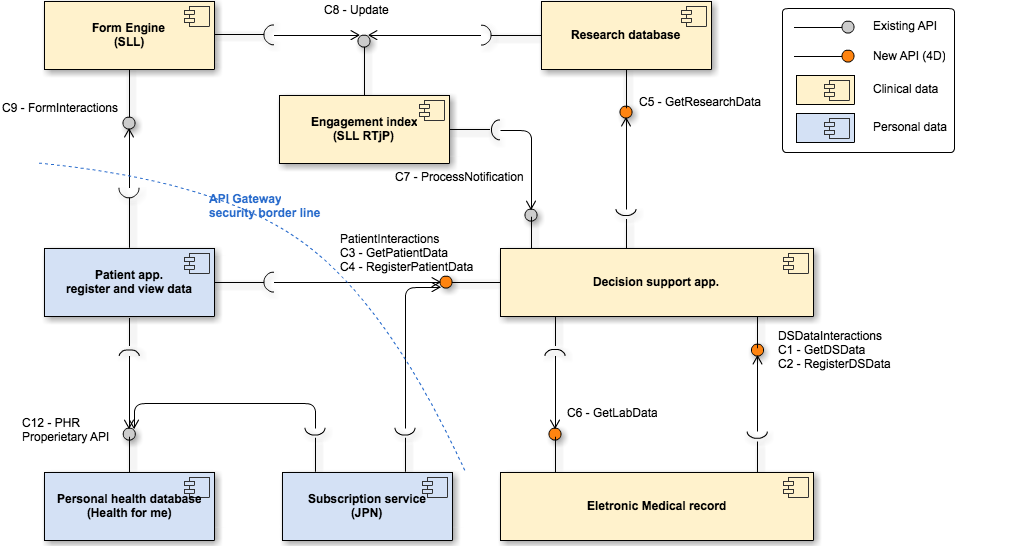 C8 - Update
Form Engine
(SLL)
Research database
Existing API
New API (4D)
Clinical data
Personal data
C9 - FormInteractions
Engagement index
(SLL RTjP)
C5 - GetResearchData
C7 - ProcessNotification
API Gateway
security border line
PatientInteractions
C3 - GetPatientData
C4 - RegisterPatientData
Patient app.
register and view data
Decision support app.
DSDataInteractions
C1 - GetDSData
C2 - RegisterDSData
C6 - GetLabData
C12 - PHR
Properietary API
Personal health database
(Health for me)
Subscription service
(JPN)
Eletronic Medical record